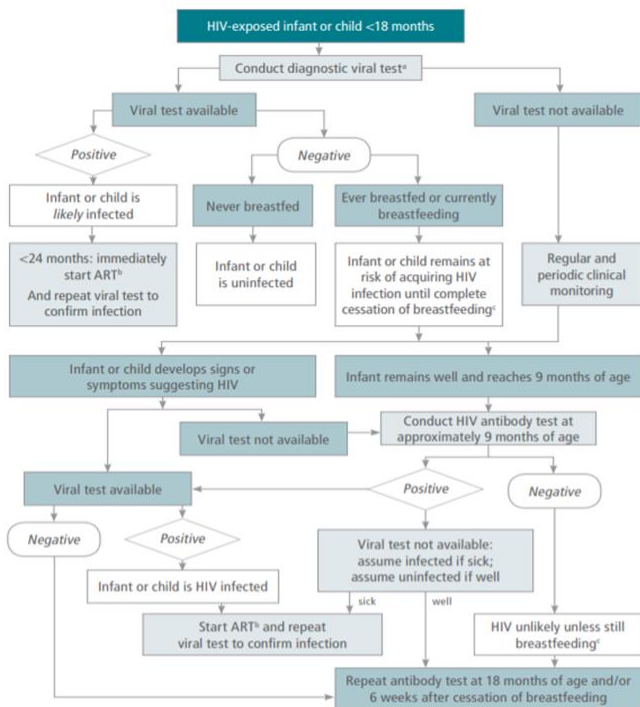 HIV-exposed infant or child <18 months
Conduct diagnostic viral testᵃ
Viral test available
Viral test not available
Positive
Negative
Infant or child is
likely infected
Never breastfed
Ever breastfed or currently
breastfeeding
<24 months: immediately
start ARTᵇ
And repeat viral test to
confirm infection
Infant or child
is uninfected
Infant or child remains at
risk of acquiring HIV
infection until complete
cessation of breastfeedingᶜ
Regular and
periodic clinical
monitoring
Infant or child develops signs or
symptoms suggesting HIV
Infant remains well and reaches 9 months of age
Viral test not available
Conduct HIV antibody test at
approximately 9 months of age
Viral test available
Positive
Negative
Negative
Positive
Viral test not available:
assume infected if sick;
assume uninfected if well
Infant or child is HIV infected
sick
well
Start ARTᵇ and repeat
viral test to confirm infection
HIV unlikely unless still
breastfeedingᶜ
Repeat antibody test at 18 months of age and/or
6 weeks after cessation of breastfeeding